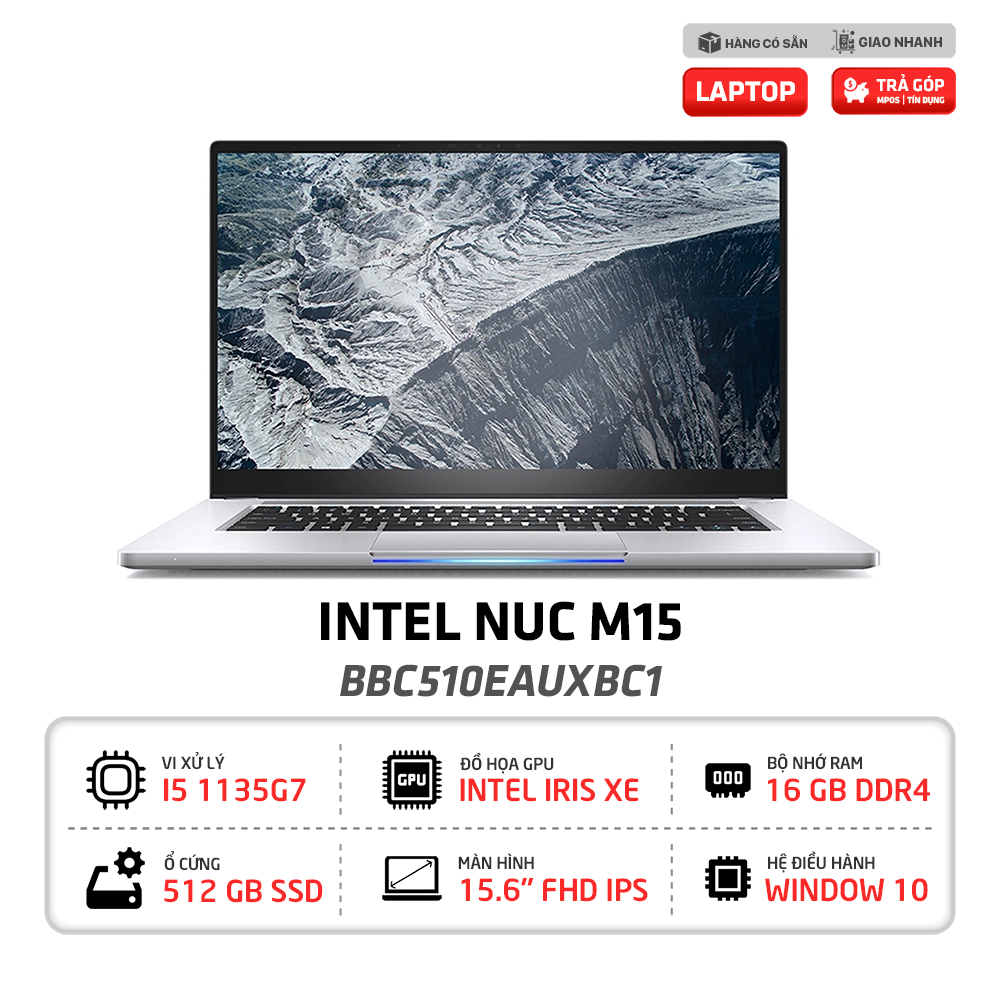 HÀNG CÓ SẴN
GIAO NHANH
LAPTOP
TRẢ GÓP
MPOS | TÍN DỤNG
INTEL NUC M15
BBC510EAUXBC1
VI XỬ LÝ
I5 1135G7
GPU
ĐỒ HỌA GPU
INTEL IRIS XE
BỘ NHỚ RAM
16 GB DDR4
Ổ CỨNG
512 GB SSD
MÀN HÌNH
15.6” FHD IPS
HỆ ĐIỀU HÀNH
WINDOW 10